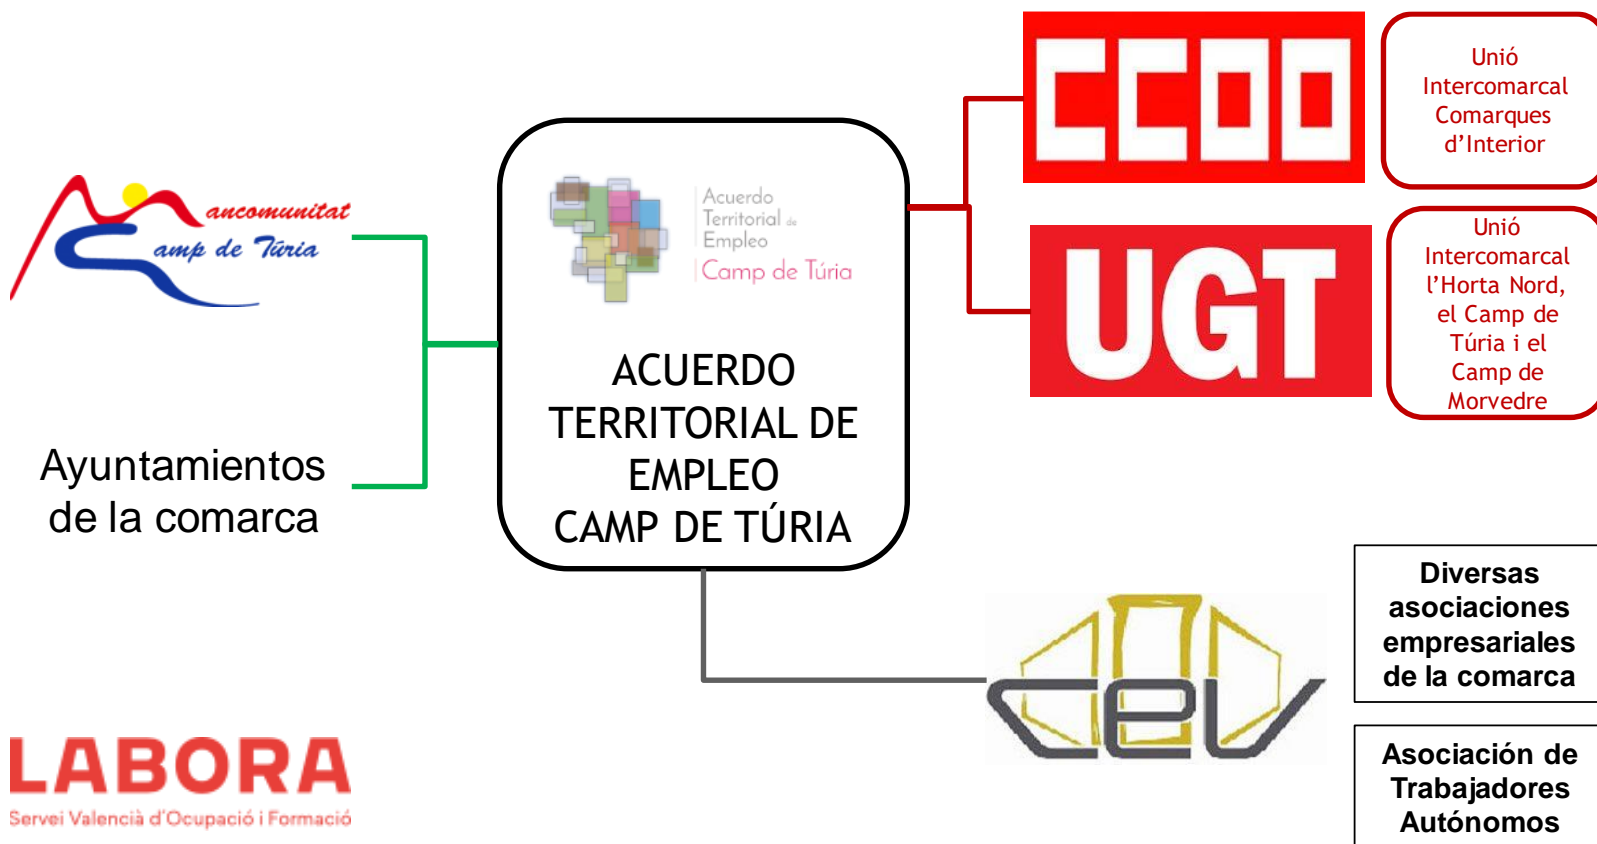 ancomunitat
amp de Túria
Ayuntamientos
de la comarca
LABORA
Servei Valencià d'Ocupació i Formació
Acuerdo
Territorial de
Empleo
Camp de Túria
ACUERDO
TERRITORIAL DE
EMPLEO
CAMP DE TÚRIA
CCOO
Unió
Intercomarcal
Comarques
d’Interior
UGT
Unió
Intercomarcal
l’Horta Nord,
el Camp de
Túria i el
Camp de
Morvedre
cev
Diversas
asociaciones
empresariales
de la comarca
Asociación de
Trabajadores
Autónomos